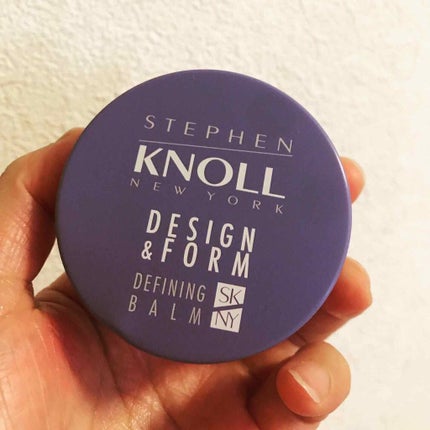 STEPHEN
KNOLL
NEW YORK
DESIGN
& FORM
DEFINING SK
BALM NY